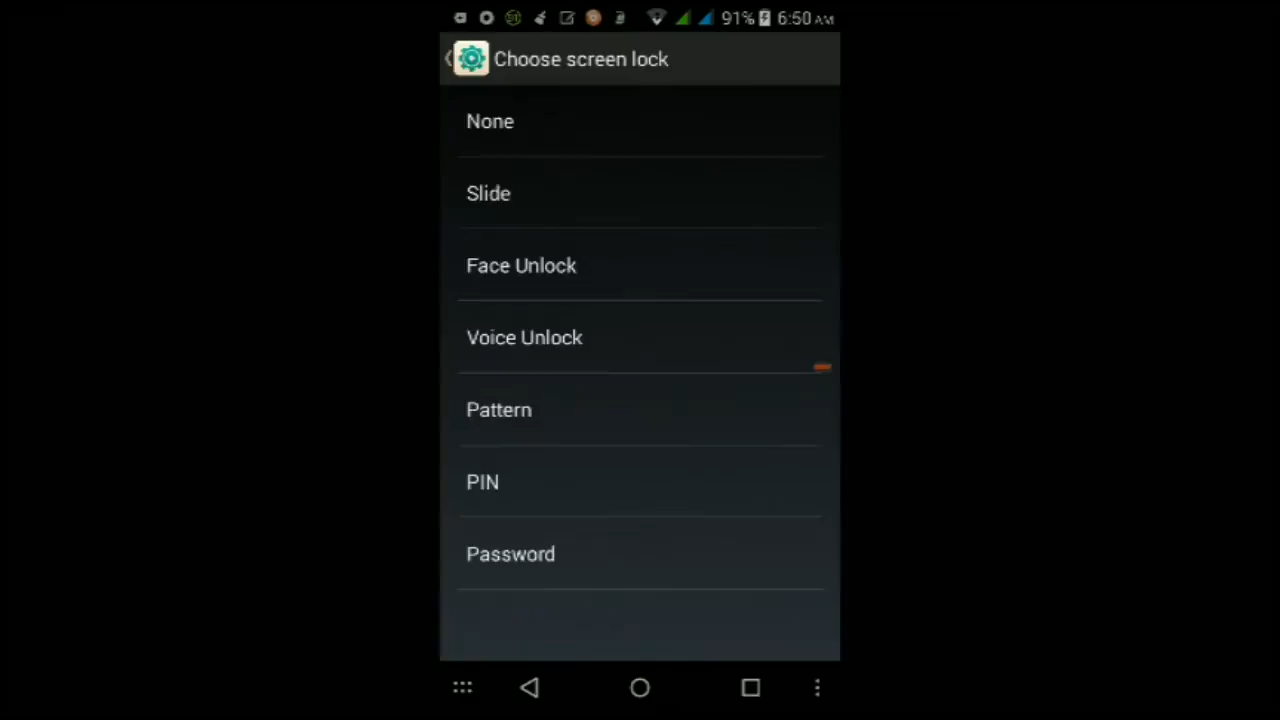 91% 6:50 AM
Choose screen lock
None
Slide
Face Unlock
Voice Unlock
Pattern
PIN
Password